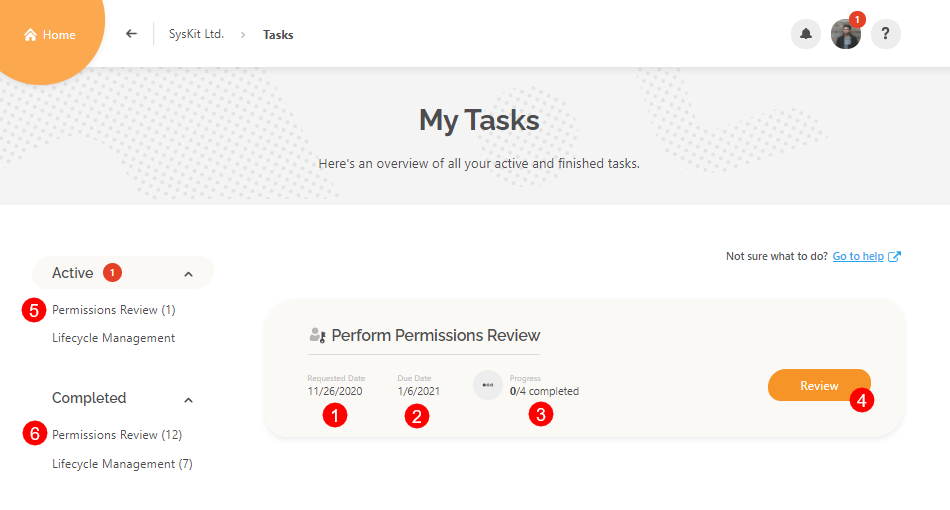 Home
SysKit Ltd. > Tasks
1
?
My Tasks
Here's an overview of all your active and finished tasks.
Not sure what to do? Go to help
Active 1
5 Permissions Review (1)
Lifecycle Management
Completed
6 Permissions Review (12)
Lifecycle Management (7)
Perform Permissions Review
Requested Date Due Date Progress
11/26/2020 1/6/2021 0/4 completed
Review
1 2 3 4